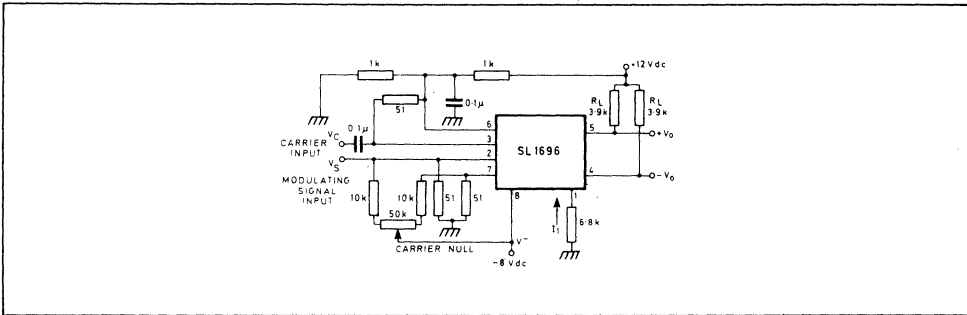 1k
1k
+12 Vdc
51
0·1µ
RL
3·9k
RL
3·9k
VC
0·1µ
CARRIER
INPUT
VS
MODULATING
SIGNAL
INPUT
6
3
2
7
SL1696
5
+Vo
4
-Vo
8
1
10k
10k
51
51
50k
I1
6·8k
CARRIER NULL
V-
-8 Vdc